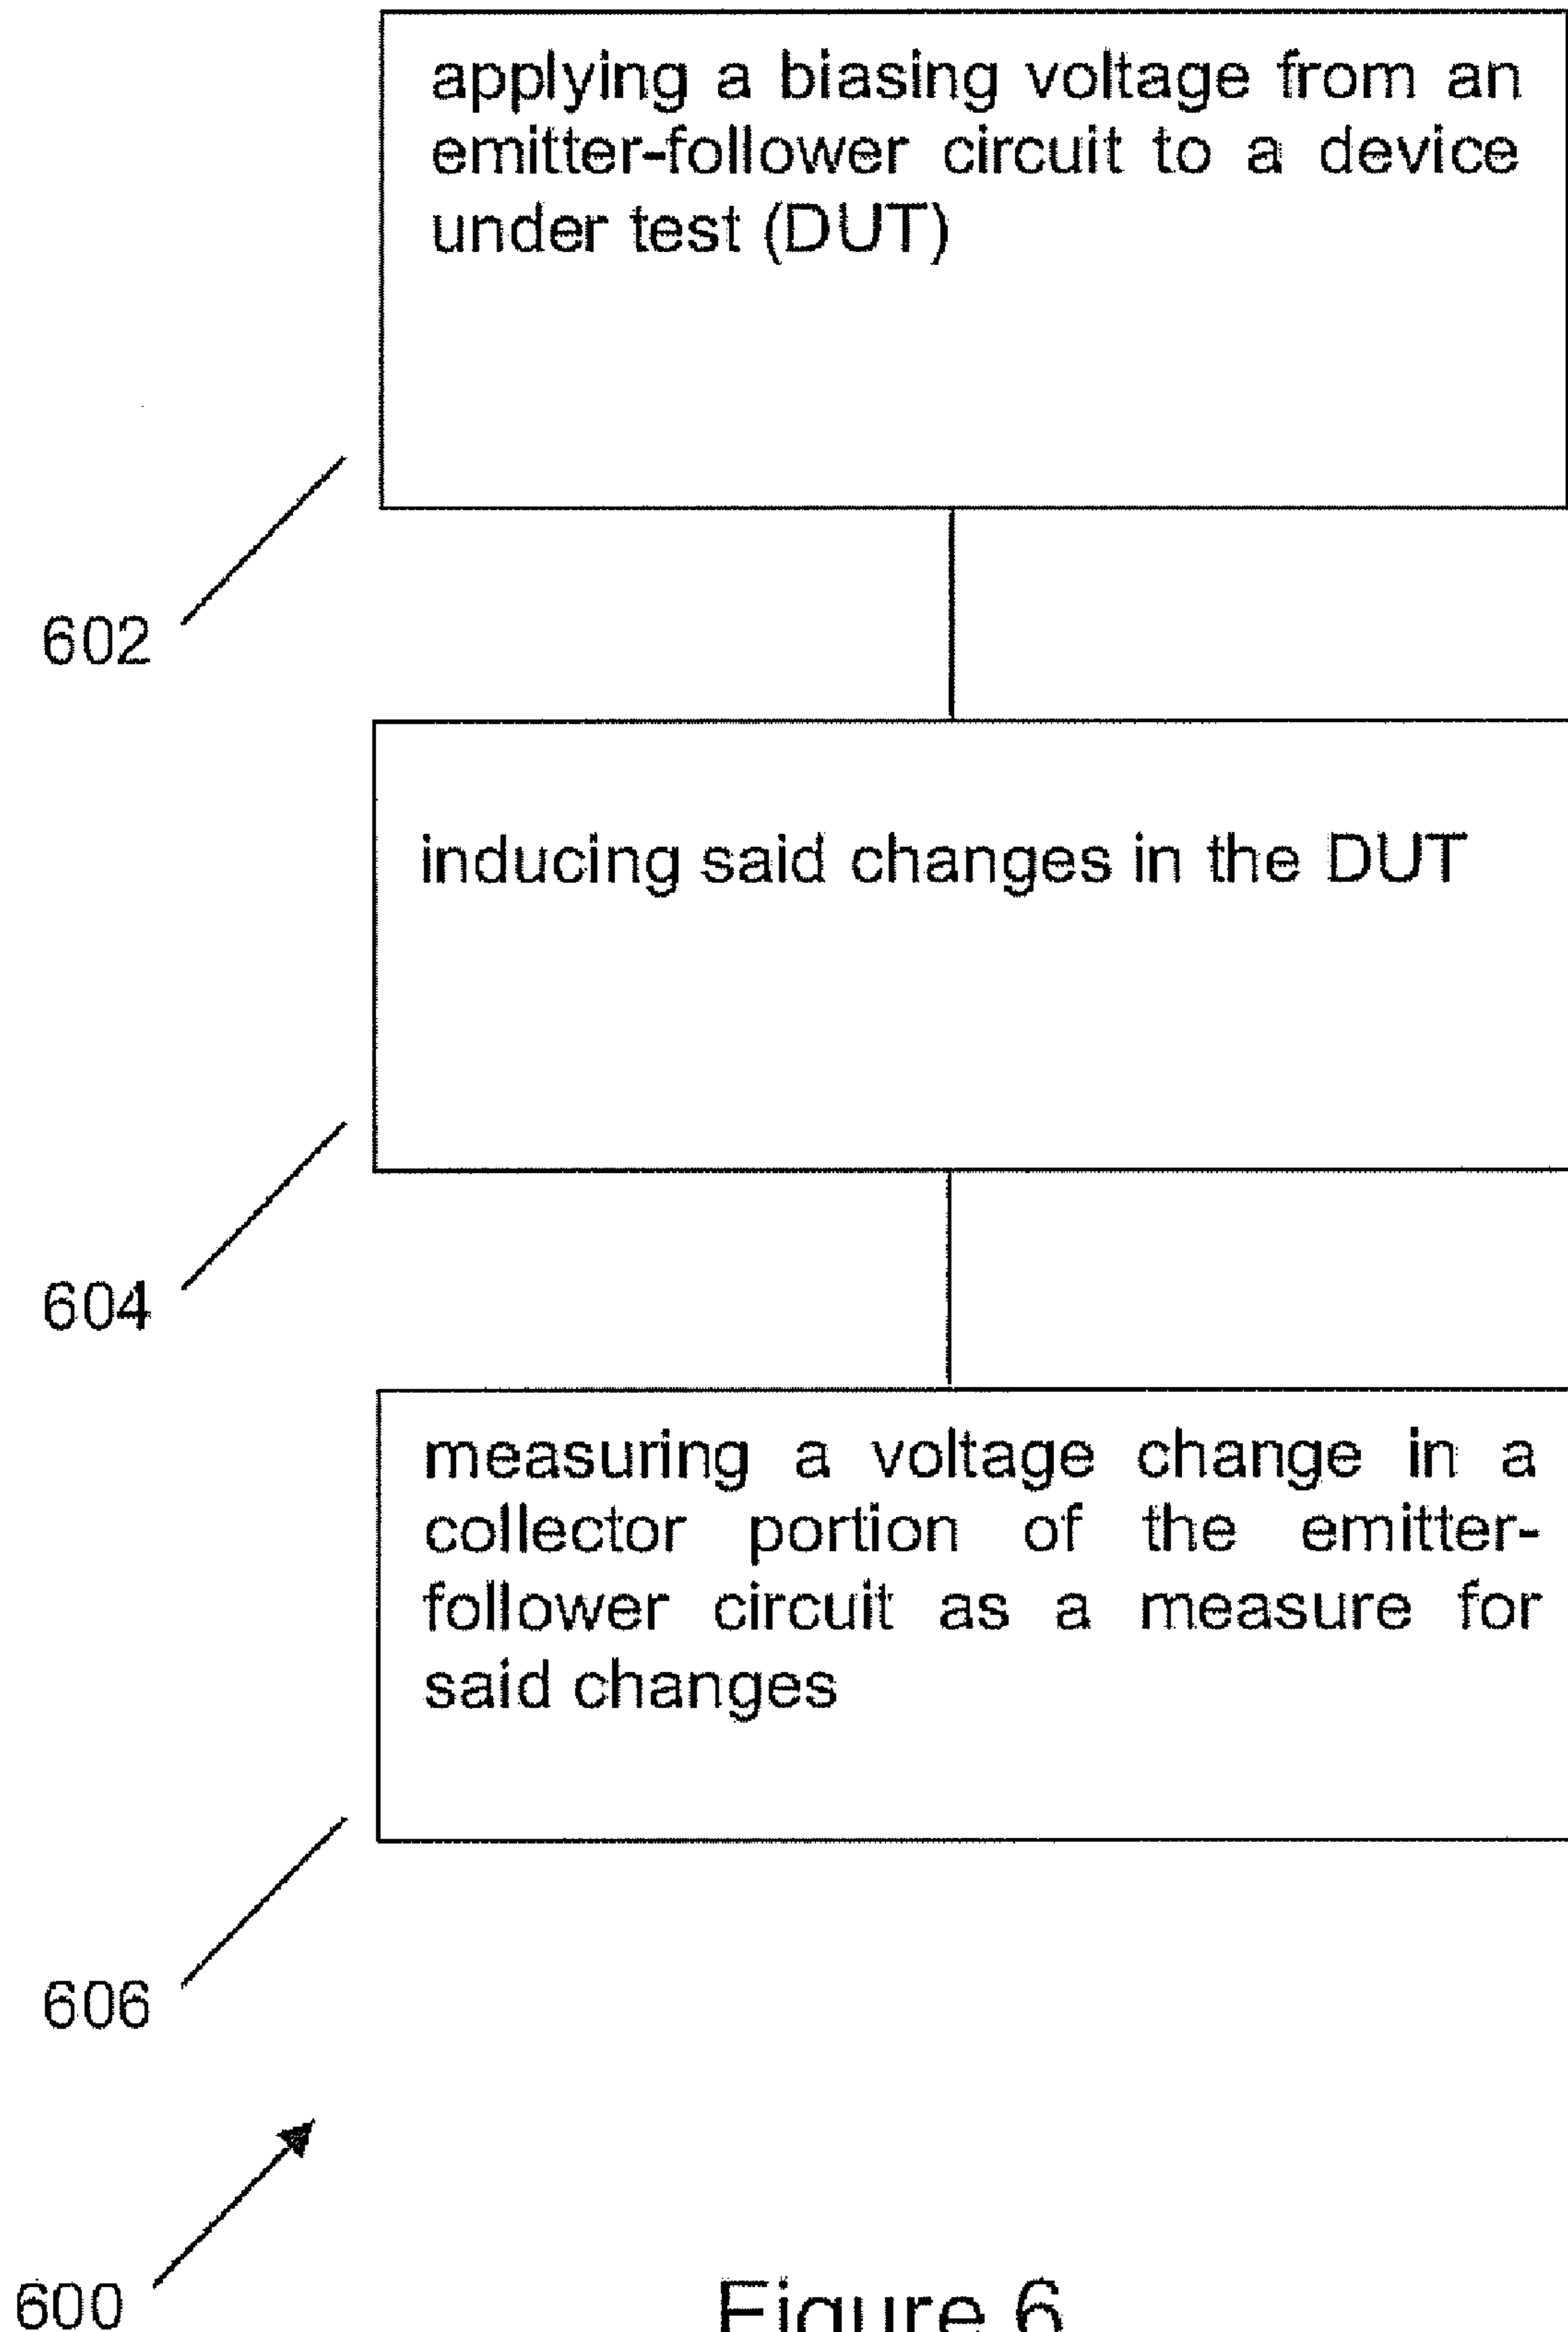 applying a biasing voltage from an
emitter-follower circuit to a device
under test (DUT)
602
inducing said changes in the DUT
604
measuring a voltage change in a
collector portion of the emitter-
follower circuit as a measure for
said changes
606
600
Figure 6